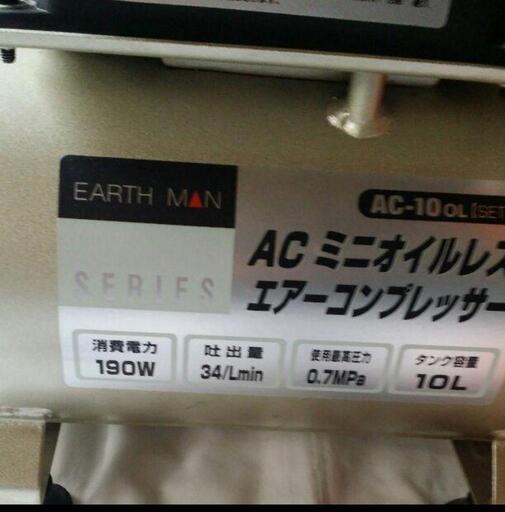 EARTH MAN
SERIES
AC-10OL[SET
AC ミニオイルレス
エアーコンプレッサー
消費電力
190W
吐出量
34/Lmin
使用最高圧力
0.7MPa
タンク容量
10L